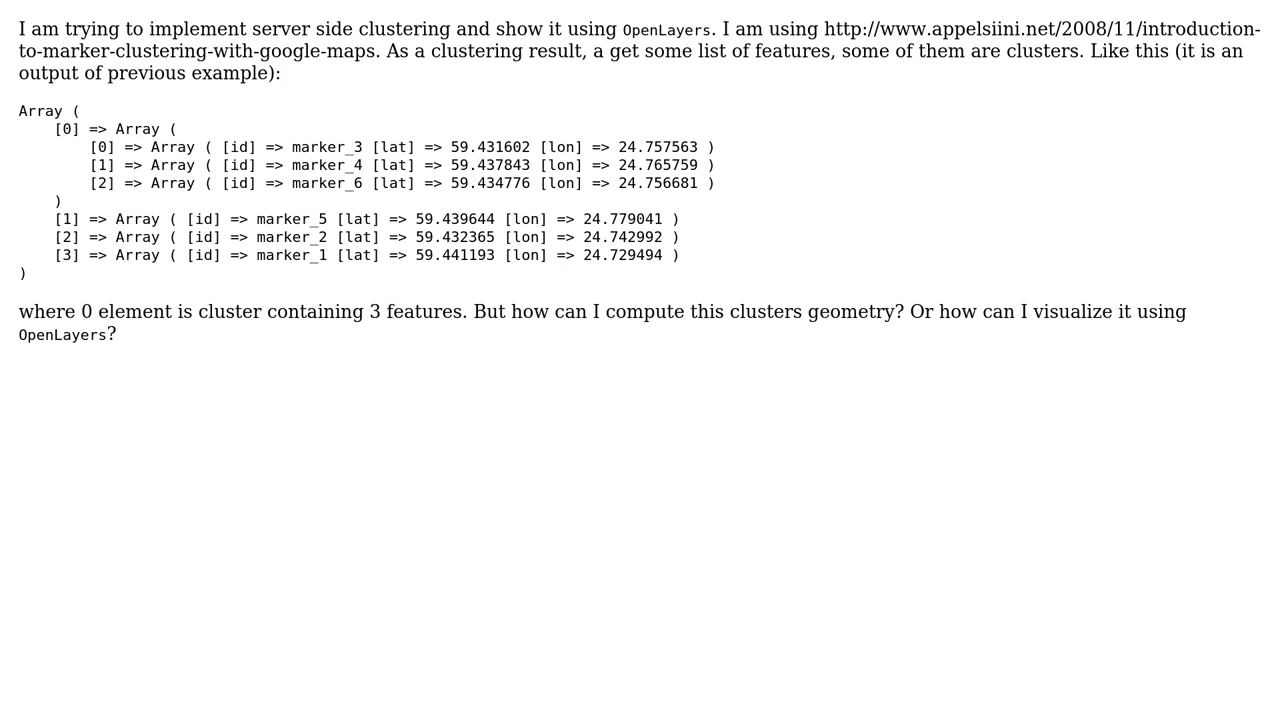 I am trying to implement server side clustering and show it using OpenLayers. I am using http://www.appelsiini.net/2008/11/introduction-
to-marker-clustering-with-google-maps. As a clustering result, a get some list of features, some of them are clusters. Like this (it is an
output of previous example):
Array (
    [0] => Array (
        [0] => Array ( [id] => marker_3 [lat] => 59.431602 [lon] => 24.757563 )
        [1] => Array ( [id] => marker_4 [lat] => 59.437843 [lon] => 24.765759 )
        [2] => Array ( [id] => marker_6 [lat] => 59.434776 [lon] => 24.756681 )
    )
    [1] => Array ( [id] => marker_5 [lat] => 59.439644 [lon] => 24.779041 )
    [2] => Array ( [id] => marker_2 [lat] => 59.432365 [lon] => 24.742992 )
    [3] => Array ( [id] => marker_1 [lat] => 59.441193 [lon] => 24.729494 )
)
where 0 element is cluster containing 3 features. But how can I compute this clusters geometry? Or how can I visualize it using
OpenLayers?